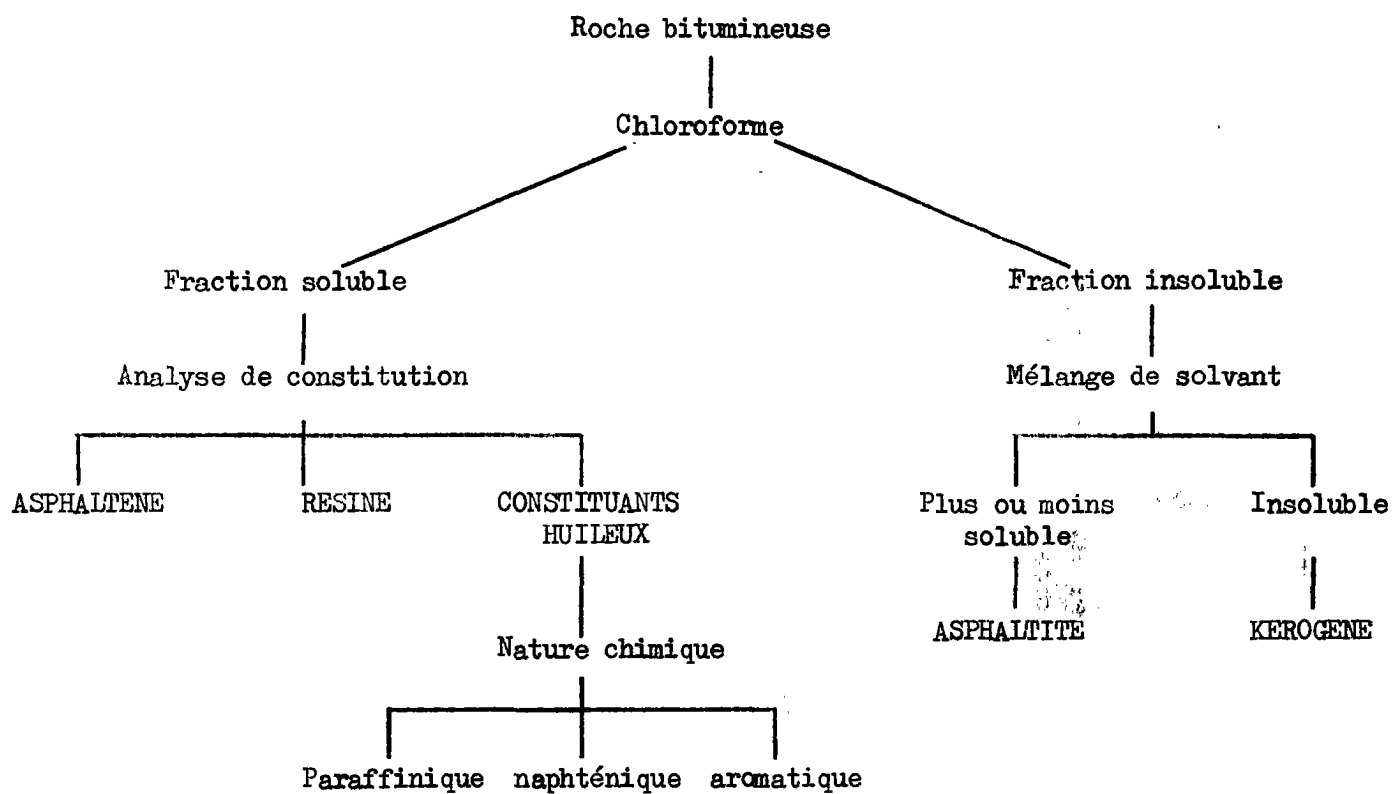 Roche bitumineuse
Chloroforme
Fraction soluble
Fraction insoluble
Analyse de constitution
Mélange de solvant
ASPHALTENE
RESINE
CONSTITUANTS
HUILEUX
Plus ou moins
soluble
Insoluble
Nature chimique
ASPHALTITE
KEROGENE
Paraffinique naphténique aromatique